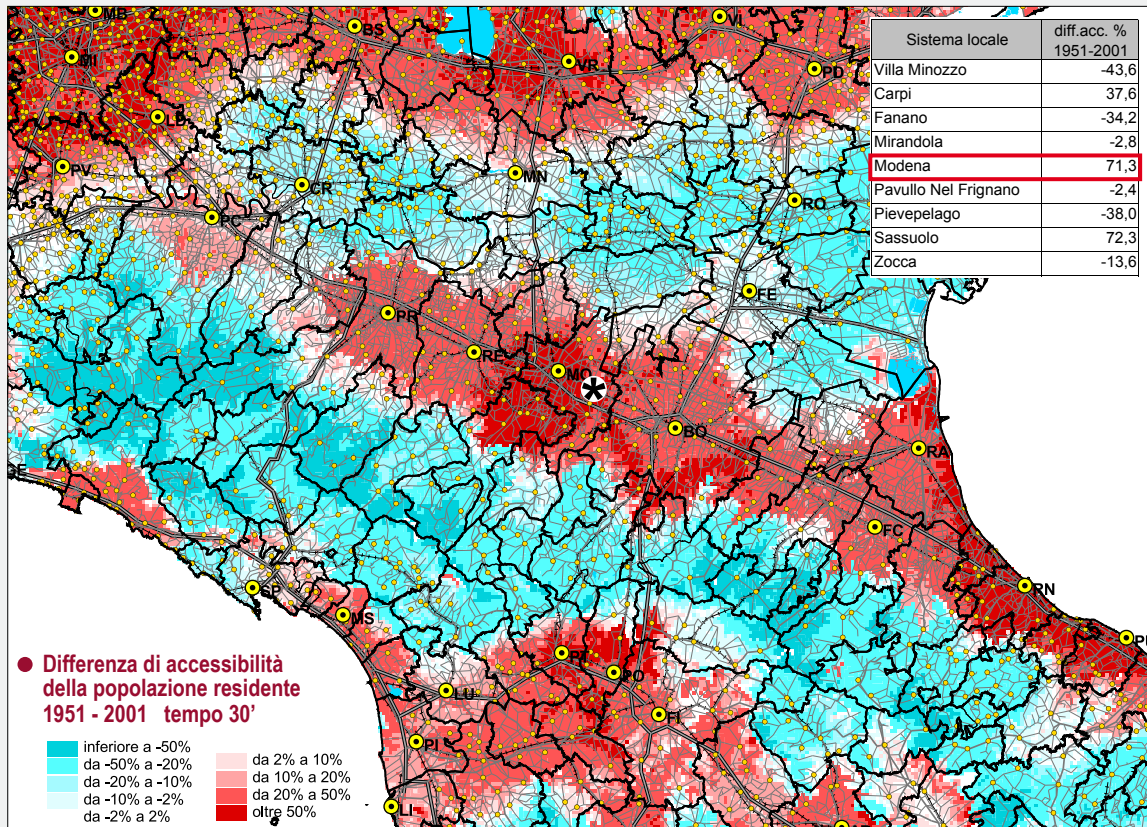 MB
BS
VI
MI
VR
PD
LD
PV
CR
MN
RO
PC
FE
PR
RE
MO
BO
RA
GE
FC
SP
RN
MS
PT
PO
LU
FI
PI
LI
Sistema locale diff.acc. % 1951-2001
Villa Minozzo -43,6
Carpi 37,6
Fanano -34,2
Mirandola -2,8
Modena 71,3
Pavullo Nel Frignano -2,4
Pievepelago -38,0
Sassuolo 72,3
Zocca -13,6
Differenza di accessibilità
della popolazione residente
1951 - 2001 tempo 30’
inferiore a -50%
da -50% a -20%
da -20% a -10%
da -10% a -2%
da -2% a 2%
da 2% a 10%
da 10% a 20%
da 20% a 50%
oltre 50%